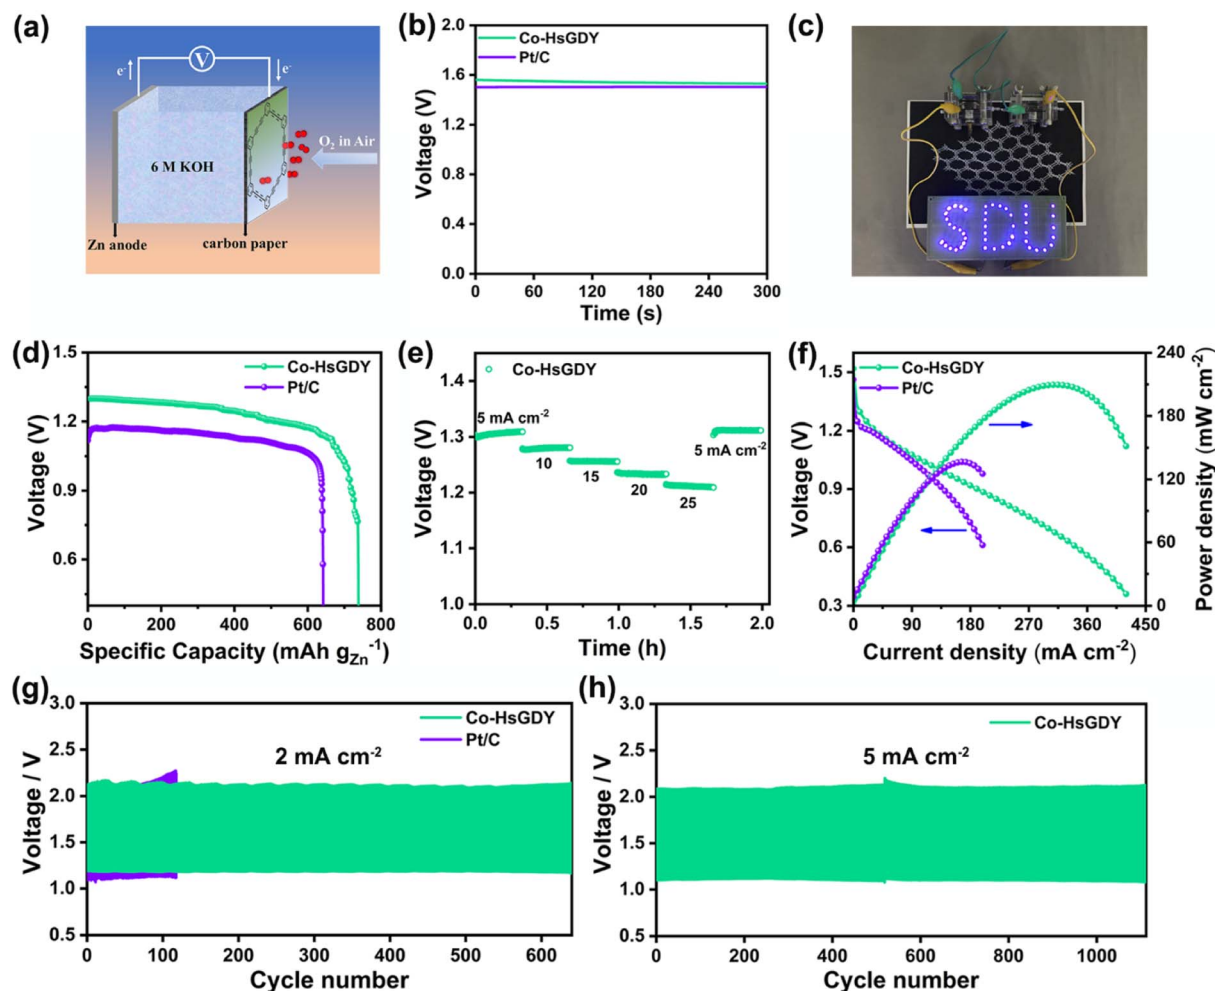 (a)
V
e⁻
e⁻
O₂ in Air
6 M KOH
Zn anode
carbon paper
(b)
Co-HsGDY
Pt/C
2.0
1.6
1.2
0.8
0.4
0.0
Voltage (V)
0 60 120 180 240 300
Time (s)
(c)
SDU
(d)
Co-HsGDY
Pt/C
1.5
1.2
0.9
0.6
Voltage (V)
0 200 400 600 800
Specific Capacity (mAh gZn⁻¹)
(e)
Co-HsGDY
1.4
1.3
1.2
1.1
1.0
Voltage (V)
5 mA cm⁻²
10
15
20
25
5 mA cm⁻²
0.0 0.5 1.0 1.5 2.0
Time (h)
(f)
Co-HsGDY
Pt/C
1.5
1.2
0.9
0.6
0.3
Voltage (V)
240
180
120
60
0
Power density (mW cm⁻²)
0 90 180 270 360 450
Current density (mA cm⁻²)
(g)
Co-HsGDY
Pt/C
2 mA cm⁻²
3.0
2.5
2.0
1.5
1.0
0.5
Voltage / V
0 100 200 300 400 500 600
Cycle number
(h)
Co-HsGDY
5 mA cm⁻²
3.0
2.5
2.0
1.5
1.0
0.5
Voltage / V
0 200 400 600 800 1000
Cycle number